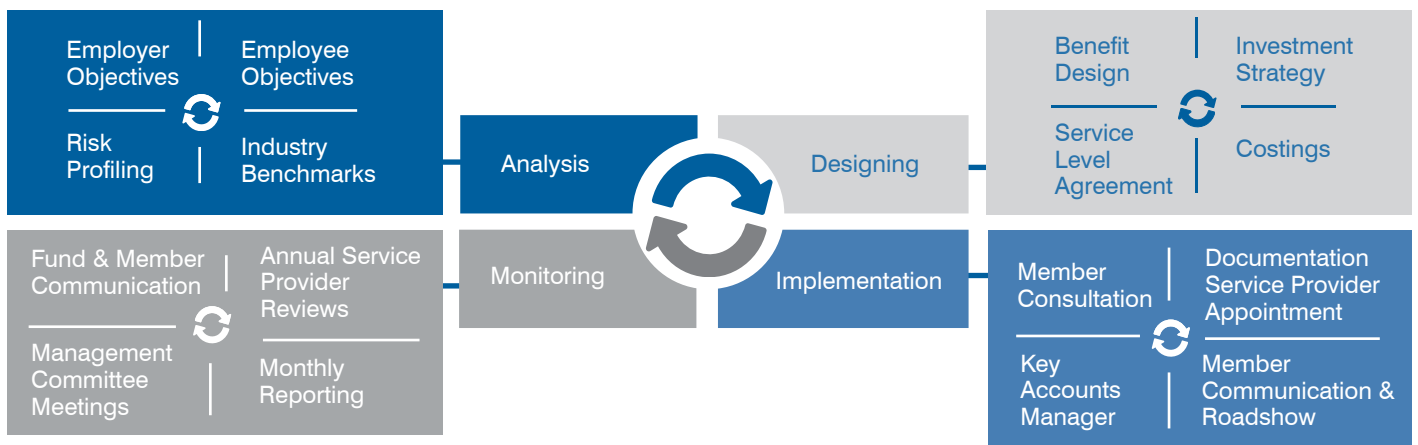 Employer
Objectives
Employee
Objectives
Risk
Profiling
Industry
Benchmarks
Analysis
Designing
Benefit
Design
Investment
Strategy
Service
Level
Agreement
Costings
Fund & Member
Communication
Annual Service
Provider
Reviews
Management
Committee
Meetings
Monthly
Reporting
Monitoring
Implementation
Member
Consultation
Documentation
Service Provider
Appointment
Key
Accounts
Manager
Member
Communication &
Roadshow